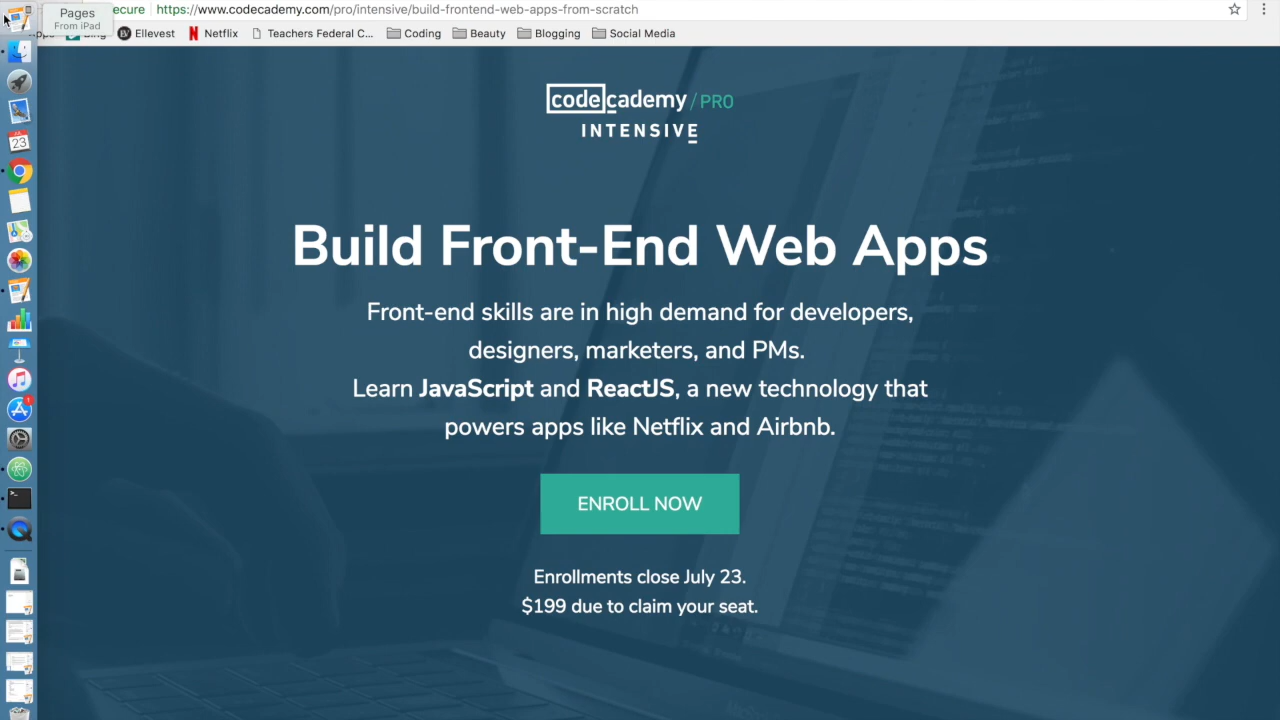 Pages
From iPad
ecure https://www.codecademy.com/pro/intensive/build-frontend-web-apps-from-scratch
Bing Ellevest Netflix Teachers Federal C... Coding Beauty Blogging Social Media
23
1
codecademy /PRO
INTENSIVE
Build Front-End Web Apps
Front-end skills are in high demand for developers,
designers, marketers, and PMs.
Learn JavaScript and ReactJS, a new technology that
powers apps like Netflix and Airbnb.
ENROLL NOW
Enrollments close July 23.
$199 due to claim your seat.